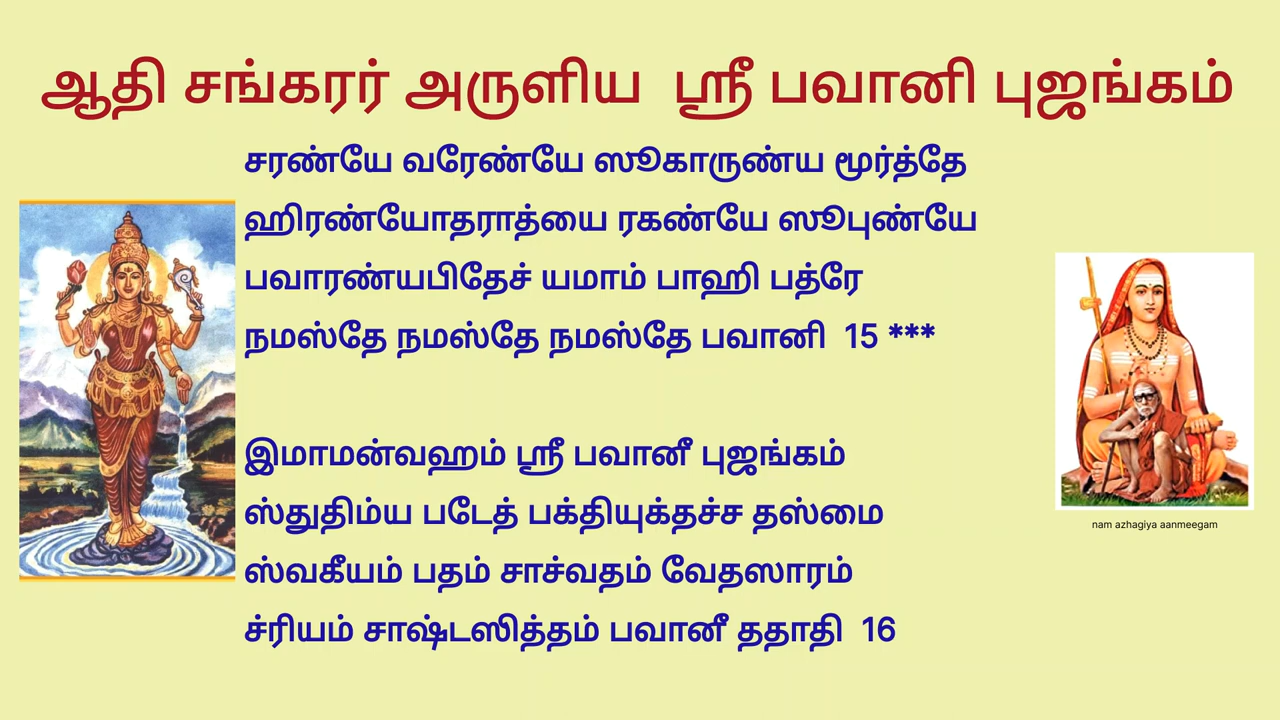 ஆதி சங்கரர் அருளிய ஸ்ரீ பவானி புஜங்கம்
சரண்யே வரேண்யே ஸூகாருண்ய மூர்த்தே
ஹிரண்யோதராத்யை ரகண்யே ஸூபுண்யே
பவாரண்யபிதேச் யமாம் பாஹி பத்ரே
நமஸ்தே நமஸ்தே நமஸ்தே பவானி 15 ***
இமாமன்வஹம் ஸ்ரீ பவானீ புஜங்கம்
ஸ்துதிம்ய படேத் பக்தியுக்தச்ச தஸ்மை
ஸ்வகீயம் பதம் சாச்வதம் வேதஸாரம்
ச்ரியம் சாஷ்டஸித்தம் பவானீ ததாதி 16
nam azhagiya aanmeegam